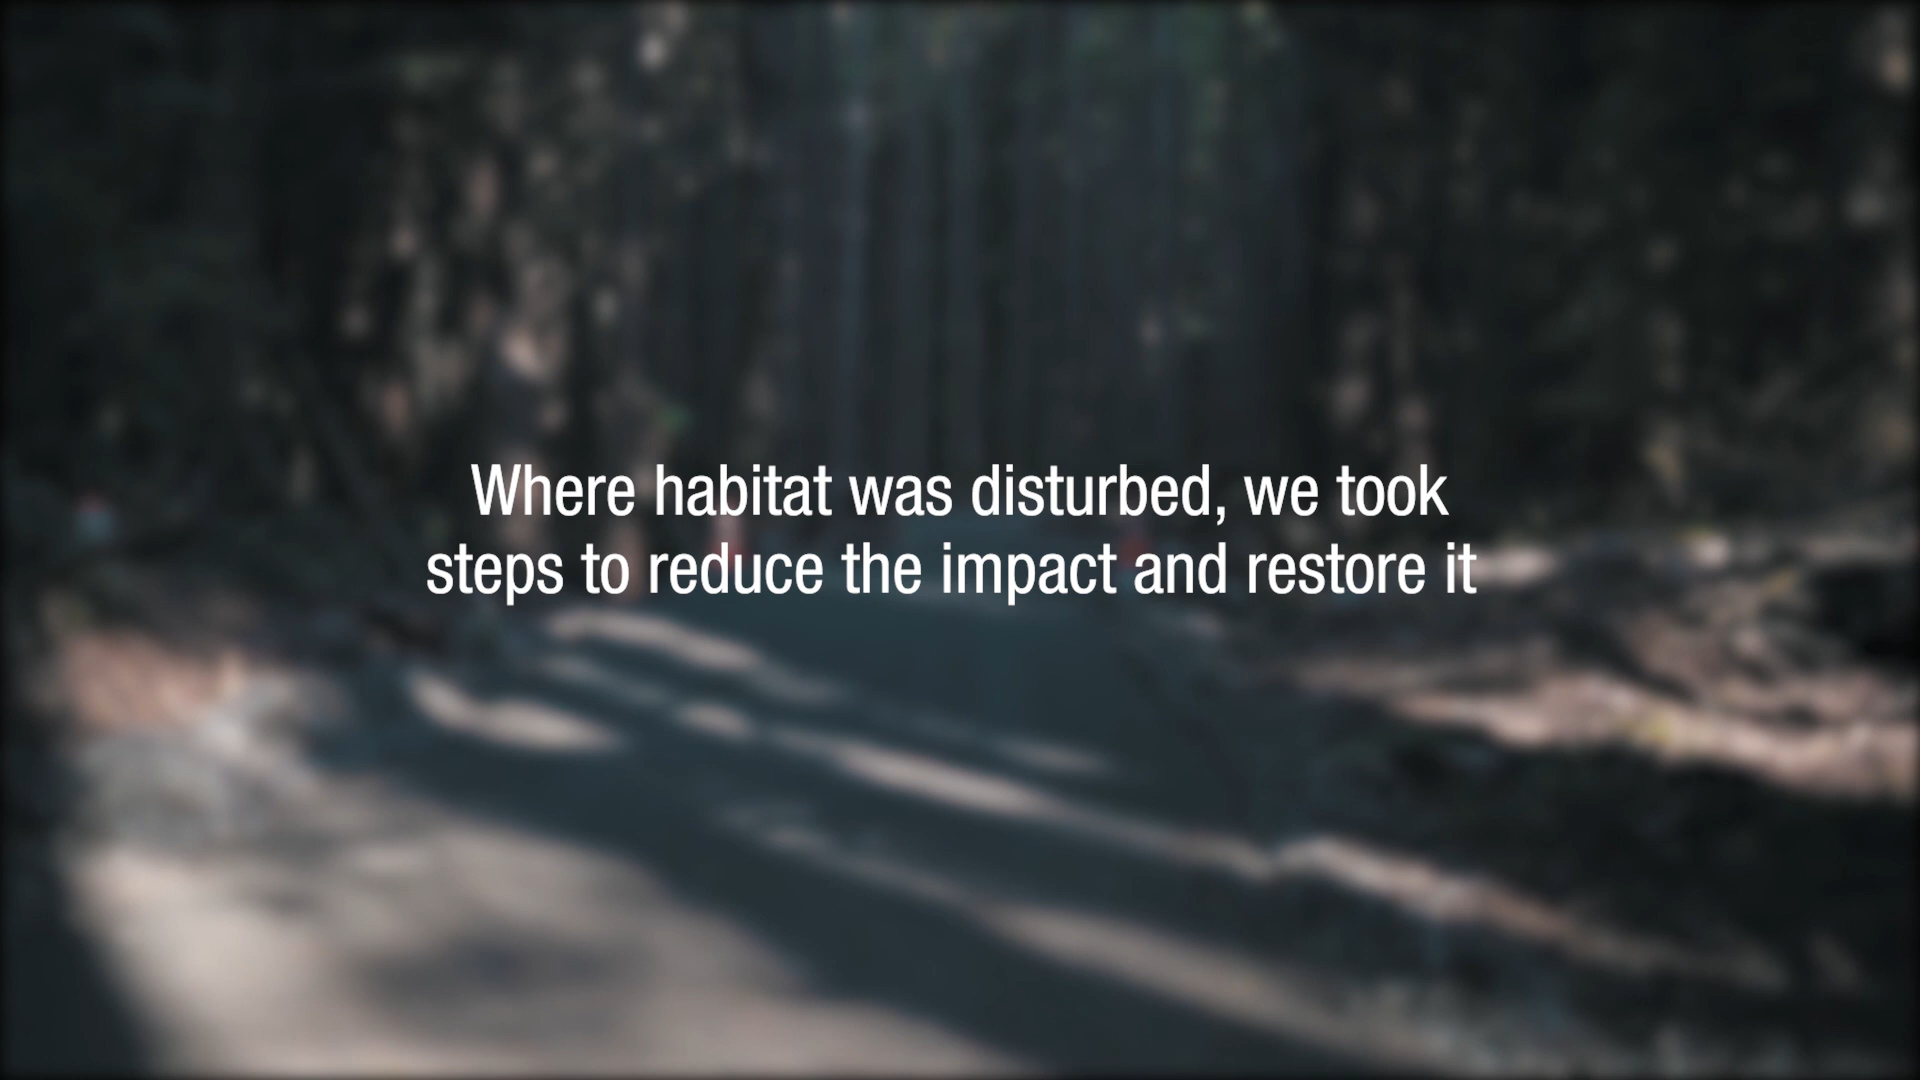 Where habitat was disturbed, we took
steps to reduce the impact and restore it